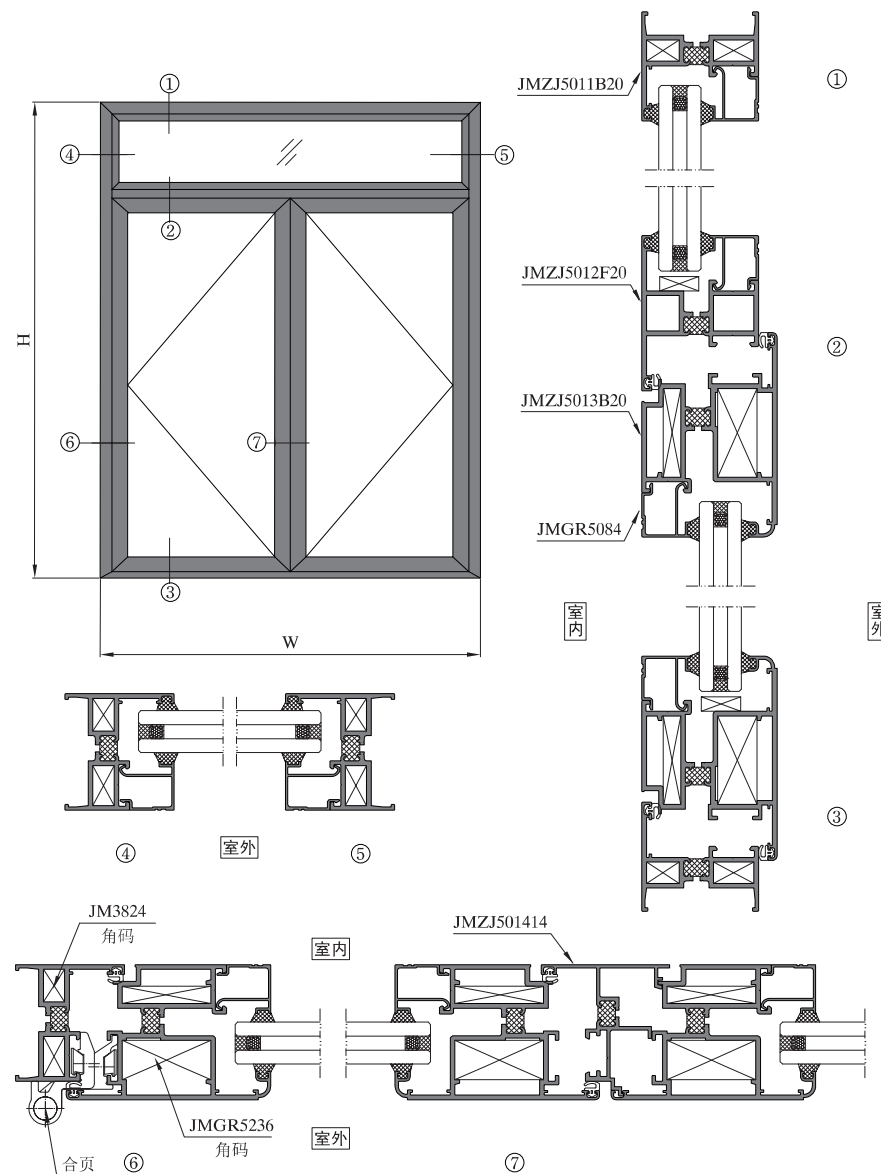 ①
JMZJ5011B20
①
④
⑤
②
JMZJ5012F20
②
H
JMZJ5013B20
⑥
⑦
JMGR5084
③
室内
室外
W
④
室外
⑤
③
JM3824
角码
室内
JMZJ501414
JMGR5236
角码
室外
合页
⑥
⑦